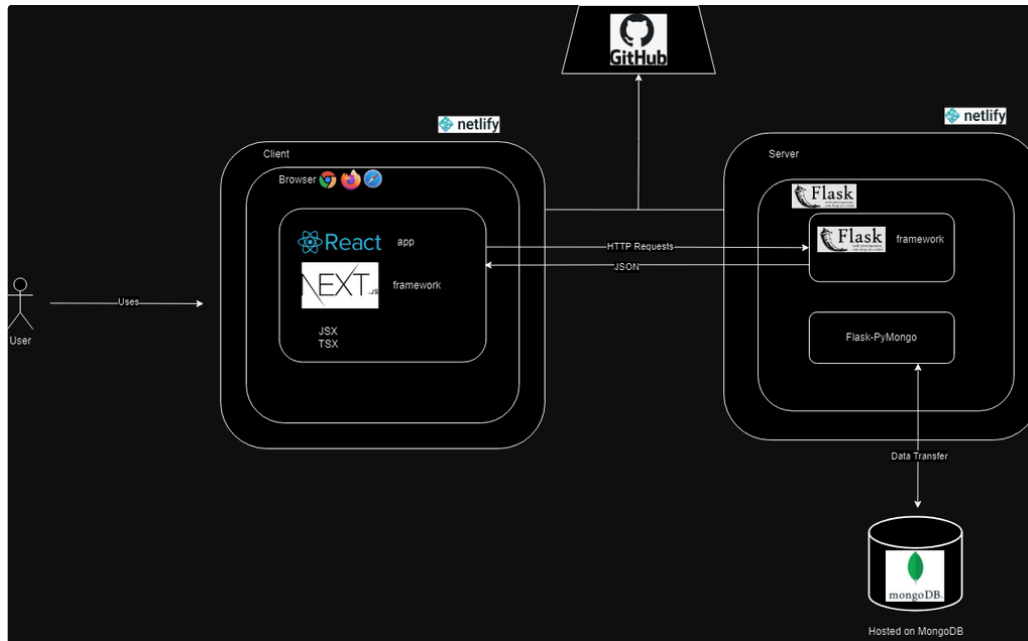 GitHub
netlify
netlify
Client
Server
Browser
Flask
React app
Flask framework
HTTP Requests
JSON
NEXT.JS framework
Uses
JSX
TSX
User
Flask-PyMongo
Data Transfer
mongoDB.
Hosted on MongoDB